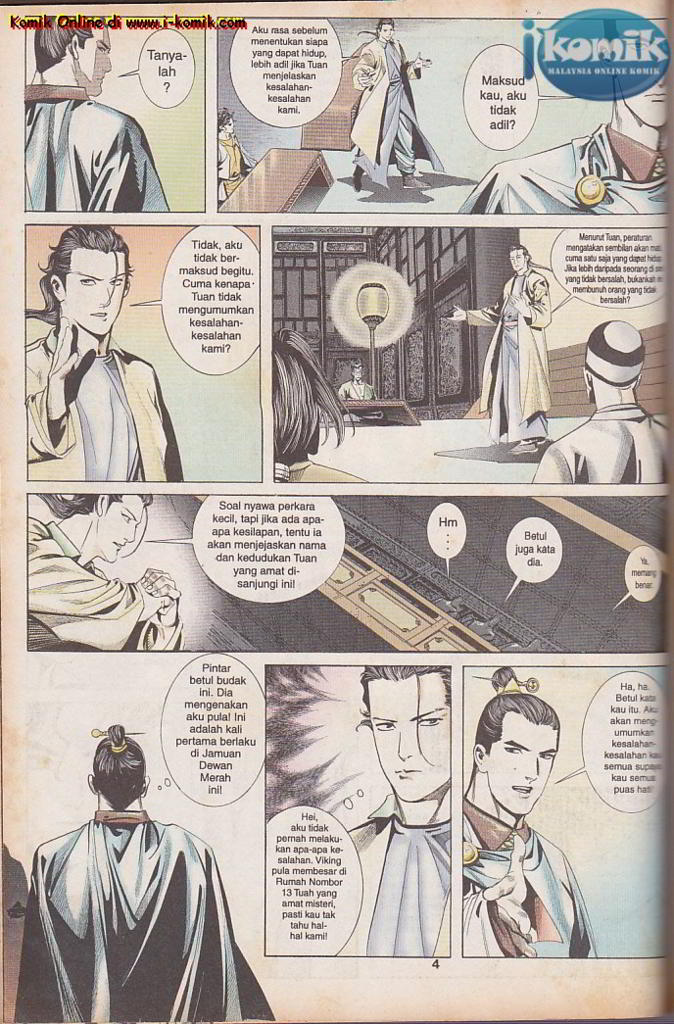 Komik Online di www.i-komik.com
ikomik
MALAYSIA ONLINE KOMIK
Tanya-
lah
?
Aku rasa sebelum
menentukan siapa
yang dapat hidup,
lebih adil jika Tuan
menjelaskan
kesalahan-
kesalahan
kami.
Maksud
kau, aku
tidak
adil?
Tidak, aku
tidak ber-
maksud begitu.
Cuma kenapa
Tuan tidak
mengumumkan
kesalahan-
kesalahan
kami?
Menurut Tuan, peraturan
mengatakan sembilan akan mati
cuma satu saja yang dapat hidup
Jika lebih daripada seorang di sini
yang tidak bersalah, bukankah
membunuh orang yang tidak
bersalah?
Soal nyawa perkara
kecil, tapi jika ada apa-
apa kesilapan, tentu ia
akan menjejaskan nama
dan kedudukan Tuan
yang amat di-
sanjungi ini!
Hm
...
Betul
juga kata
dia.
Ya,
memang
benar.
Pintar
betul budak
ini. Dia
mengenakan
aku pula! Ini
adalah kali
pertama berlaku
di Jamuan
Dewan
Merah
ini!
Hei,
aku tidak
pernah melaku-
kan apa-apa ke-
salahan. Viking
pula membesar di
Rumah Nombor
13 Tuah yang
amat misteri,
pasti kau tak
tahu hal-
hal kami!
Ha, ha.
Betul kata
kau itu. Aku
akan meng-
umumkan
kesalahan-
kesalahan kau
semua supaya
kau semua
puas hati!
4